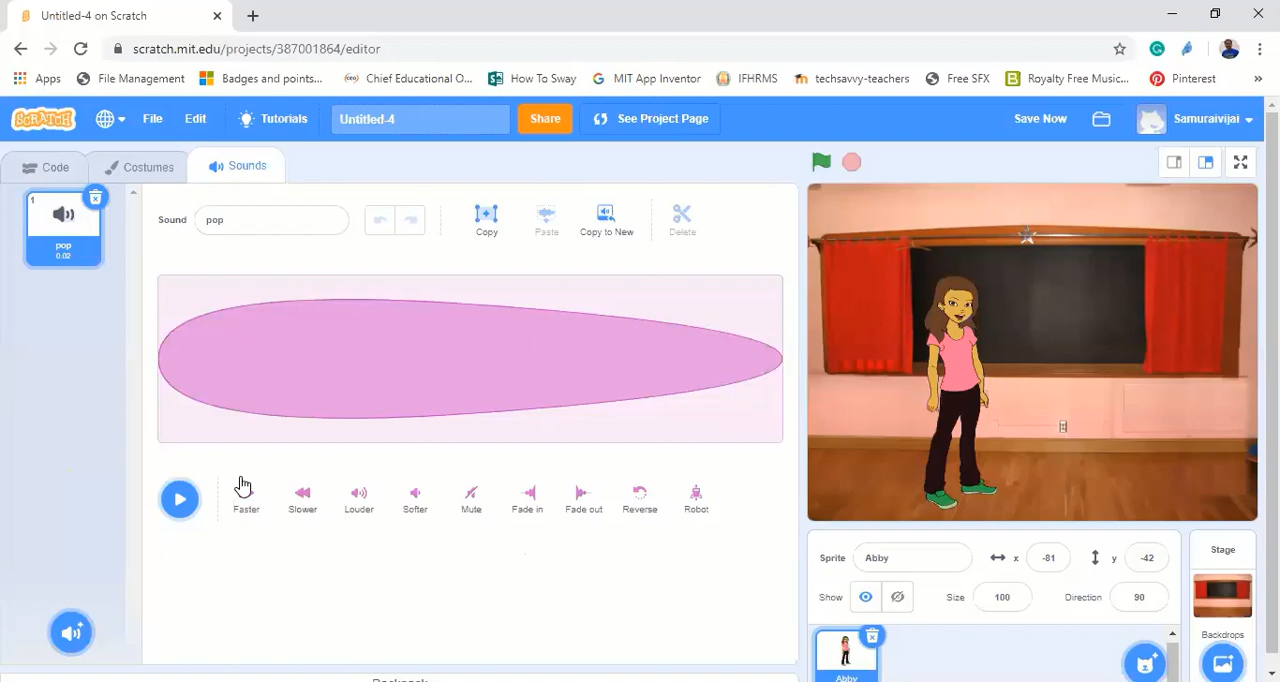 Untitled-4 on Scratch
scratch.mit.edu/projects/387001864/editor
Apps File Management Badges and points... Chief Educational O... How To Sway MIT App Inventor IFHRMS techsavvy-teachers Free SFX Royalty Free Music... Pinterest »
SCRATCH File Edit Tutorials Untitled-4 Share See Project Page Save Now Samuraivijai
Code Costumes Sounds
1
pop
0.02
Sound pop Copy Paste Copy to New Delete
Faster Slower Louder Softer Mute Fade in Fade out Reverse Robot
Sprite Abby x -81 y -42
Show Size 100 Direction 90
Abby
Stage
Backdrops
Backpack